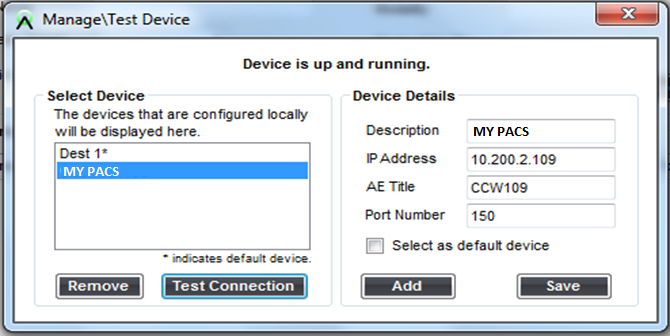 Manage\Test Device
Device is up and running.
Select Device
The devices that are configured locally
will be displayed here.
Dest 1*
MY PACS
* indicates default device.
Remove
Test Connection
Device Details
Description MY PACS
IP Address 10.200.2.109
AE Title CCW109
Port Number 150
Select as default device
Add
Save